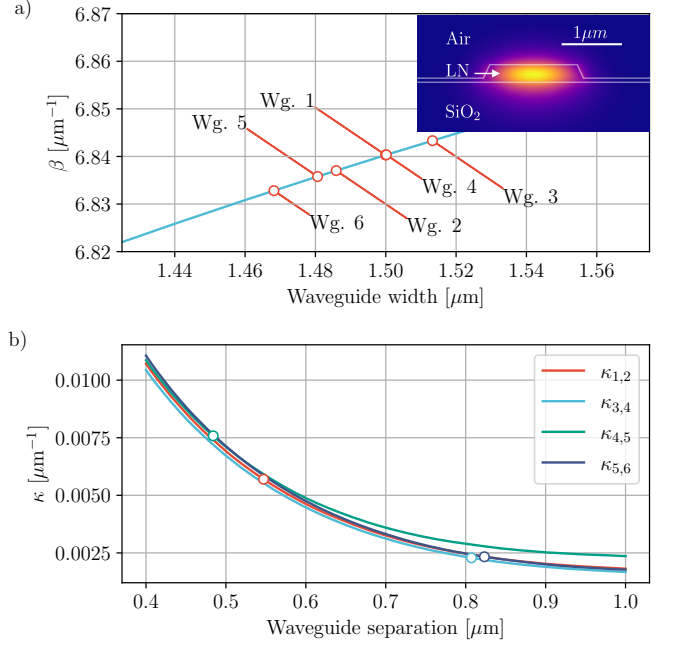 a)
6.87
6.86
6.85
6.84
6.83
6.82
β [μm⁻¹]
Air
1μm
LN
SiO₂
Wg. 1
Wg. 5
Wg. 4
Wg. 3
Wg. 6
Wg. 2
1.44 1.46 1.48 1.50 1.52 1.54 1.56
Waveguide width [μm]
b)
0.0100
0.0075
0.0050
0.0025
κ [μm⁻¹]
κ₁,₂
κ₃,₄
κ₄,₅
κ₅,₆
0.4 0.5 0.6 0.7 0.8 0.9 1.0
Waveguide separation [μm]